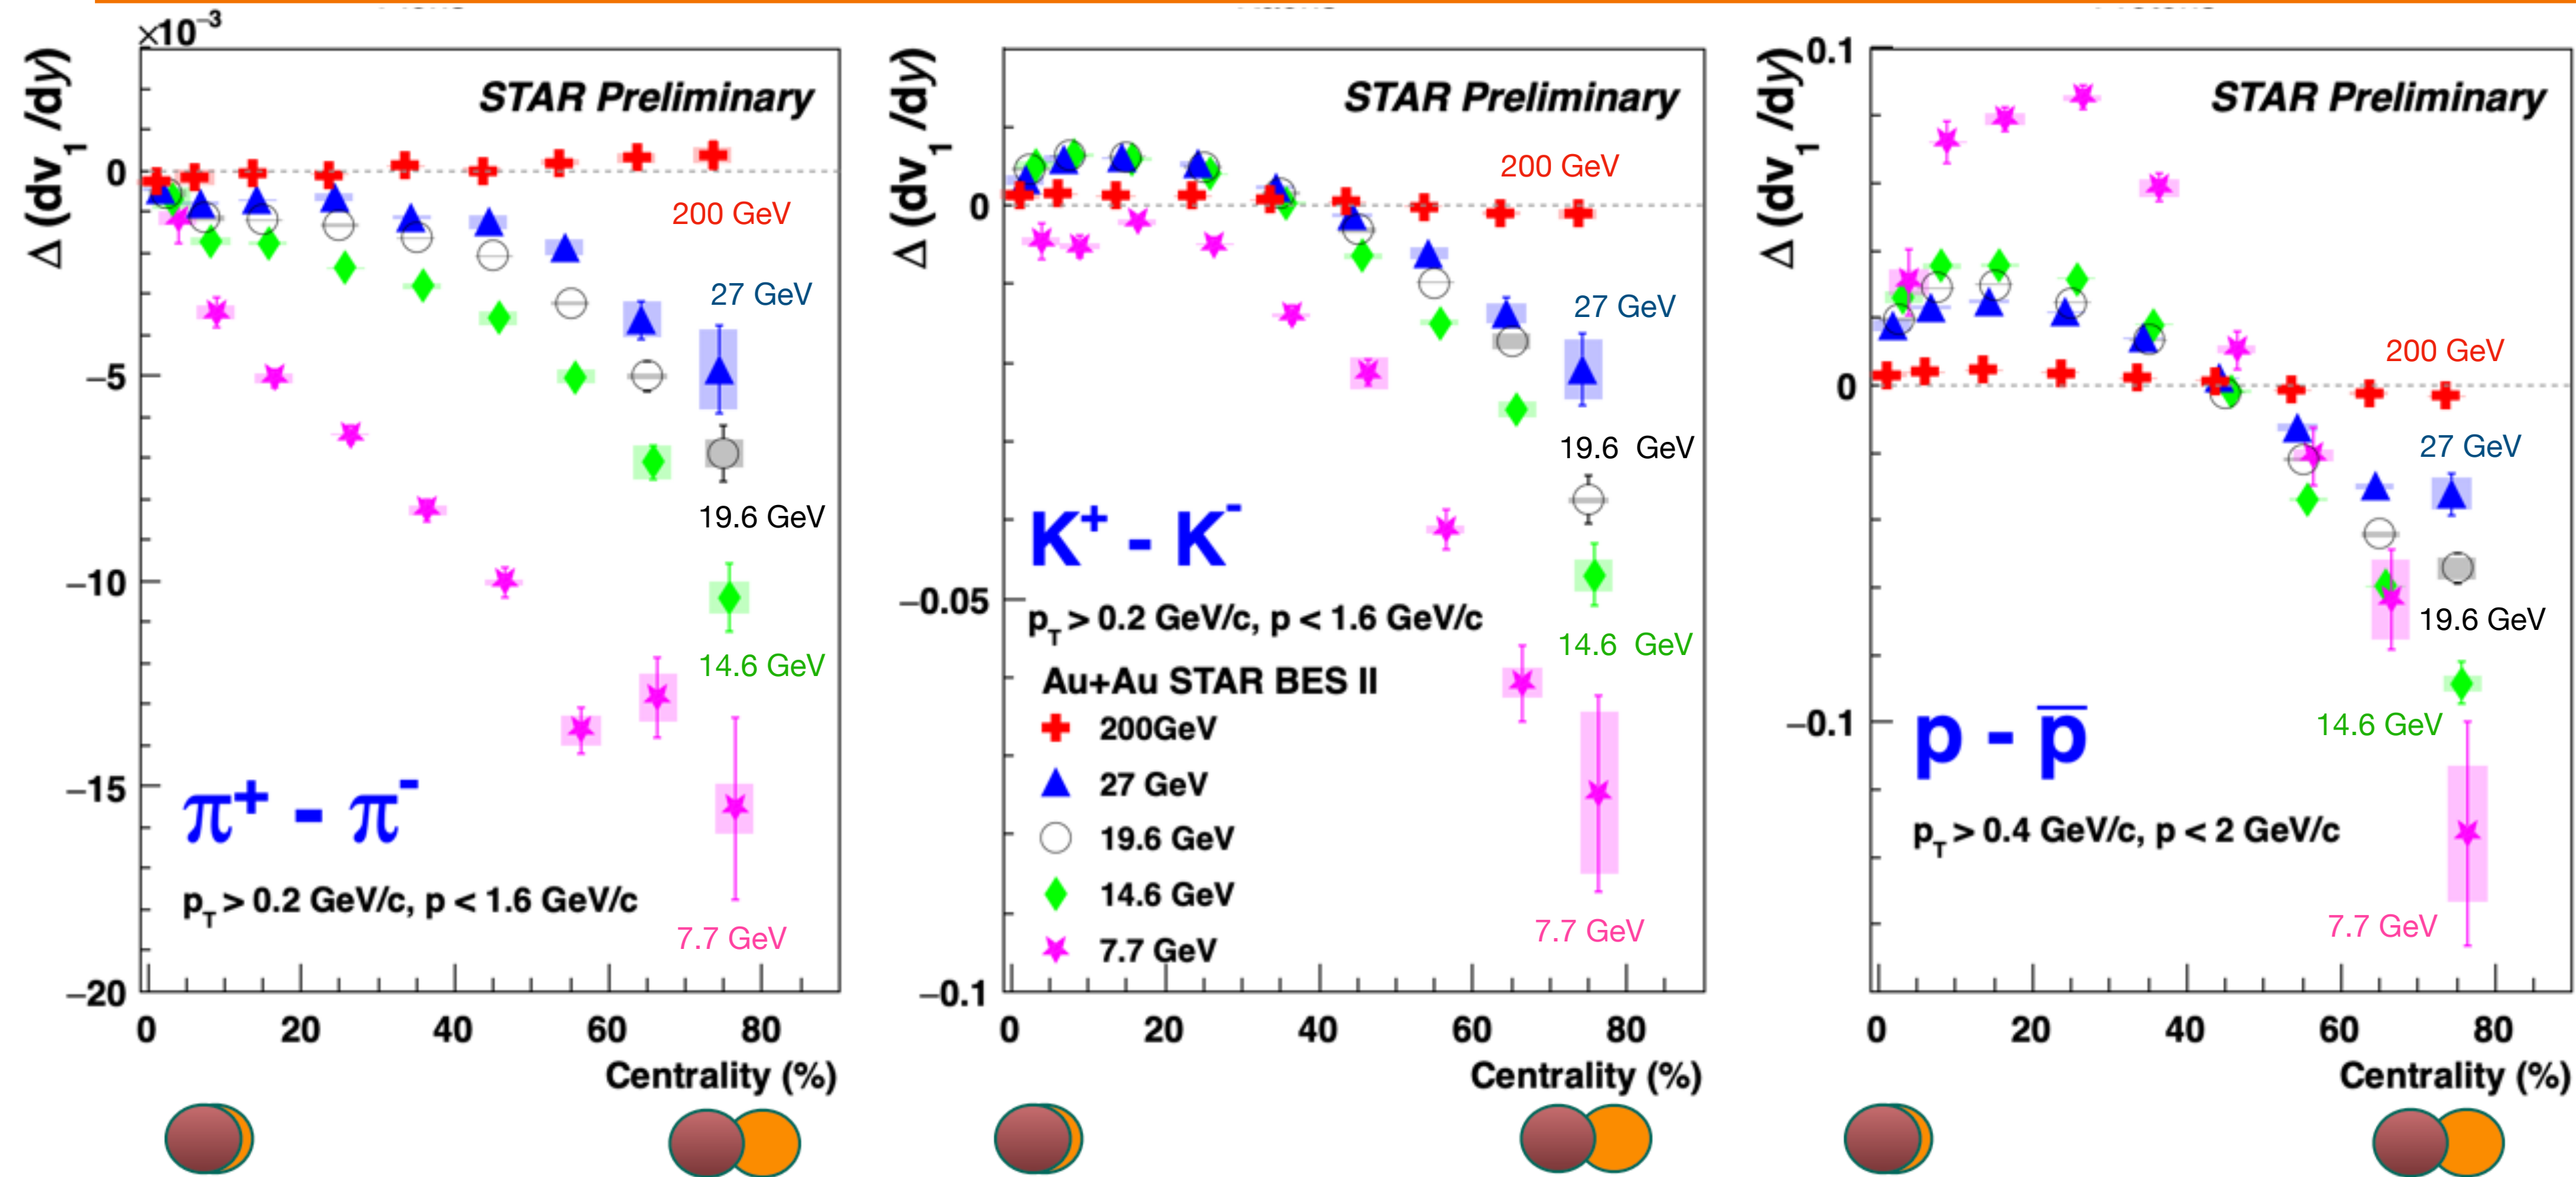 ×10⁻³
Δ (dv₁/dy)
STAR Preliminary
0
−5
−10
−15
−20
200 GeV
27 GeV
19.6 GeV
14.6 GeV
7.7 GeV
π⁺ - π⁻
p_T > 0.2 GeV/c, p < 1.6 GeV/c
0 20 40 60 80
Centrality (%)
Δ (dv₁/dy)
STAR Preliminary
0
−0.05
−0.1
200 GeV
27 GeV
19.6 GeV
14.6 GeV
7.7 GeV
K⁺ - K⁻
p_T > 0.2 GeV/c, p < 1.6 GeV/c
Au+Au STAR BES II
200GeV
27 GeV
19.6 GeV
14.6 GeV
7.7 GeV
0 20 40 60 80
Centrality (%)
Δ (dv₁/dy)
STAR Preliminary
0.1
0
−0.1
200 GeV
27 GeV
19.6 GeV
14.6 GeV
7.7 GeV
p - p̅
p_T > 0.4 GeV/c, p < 2 GeV/c
0 20 40 60 80
Centrality (%)